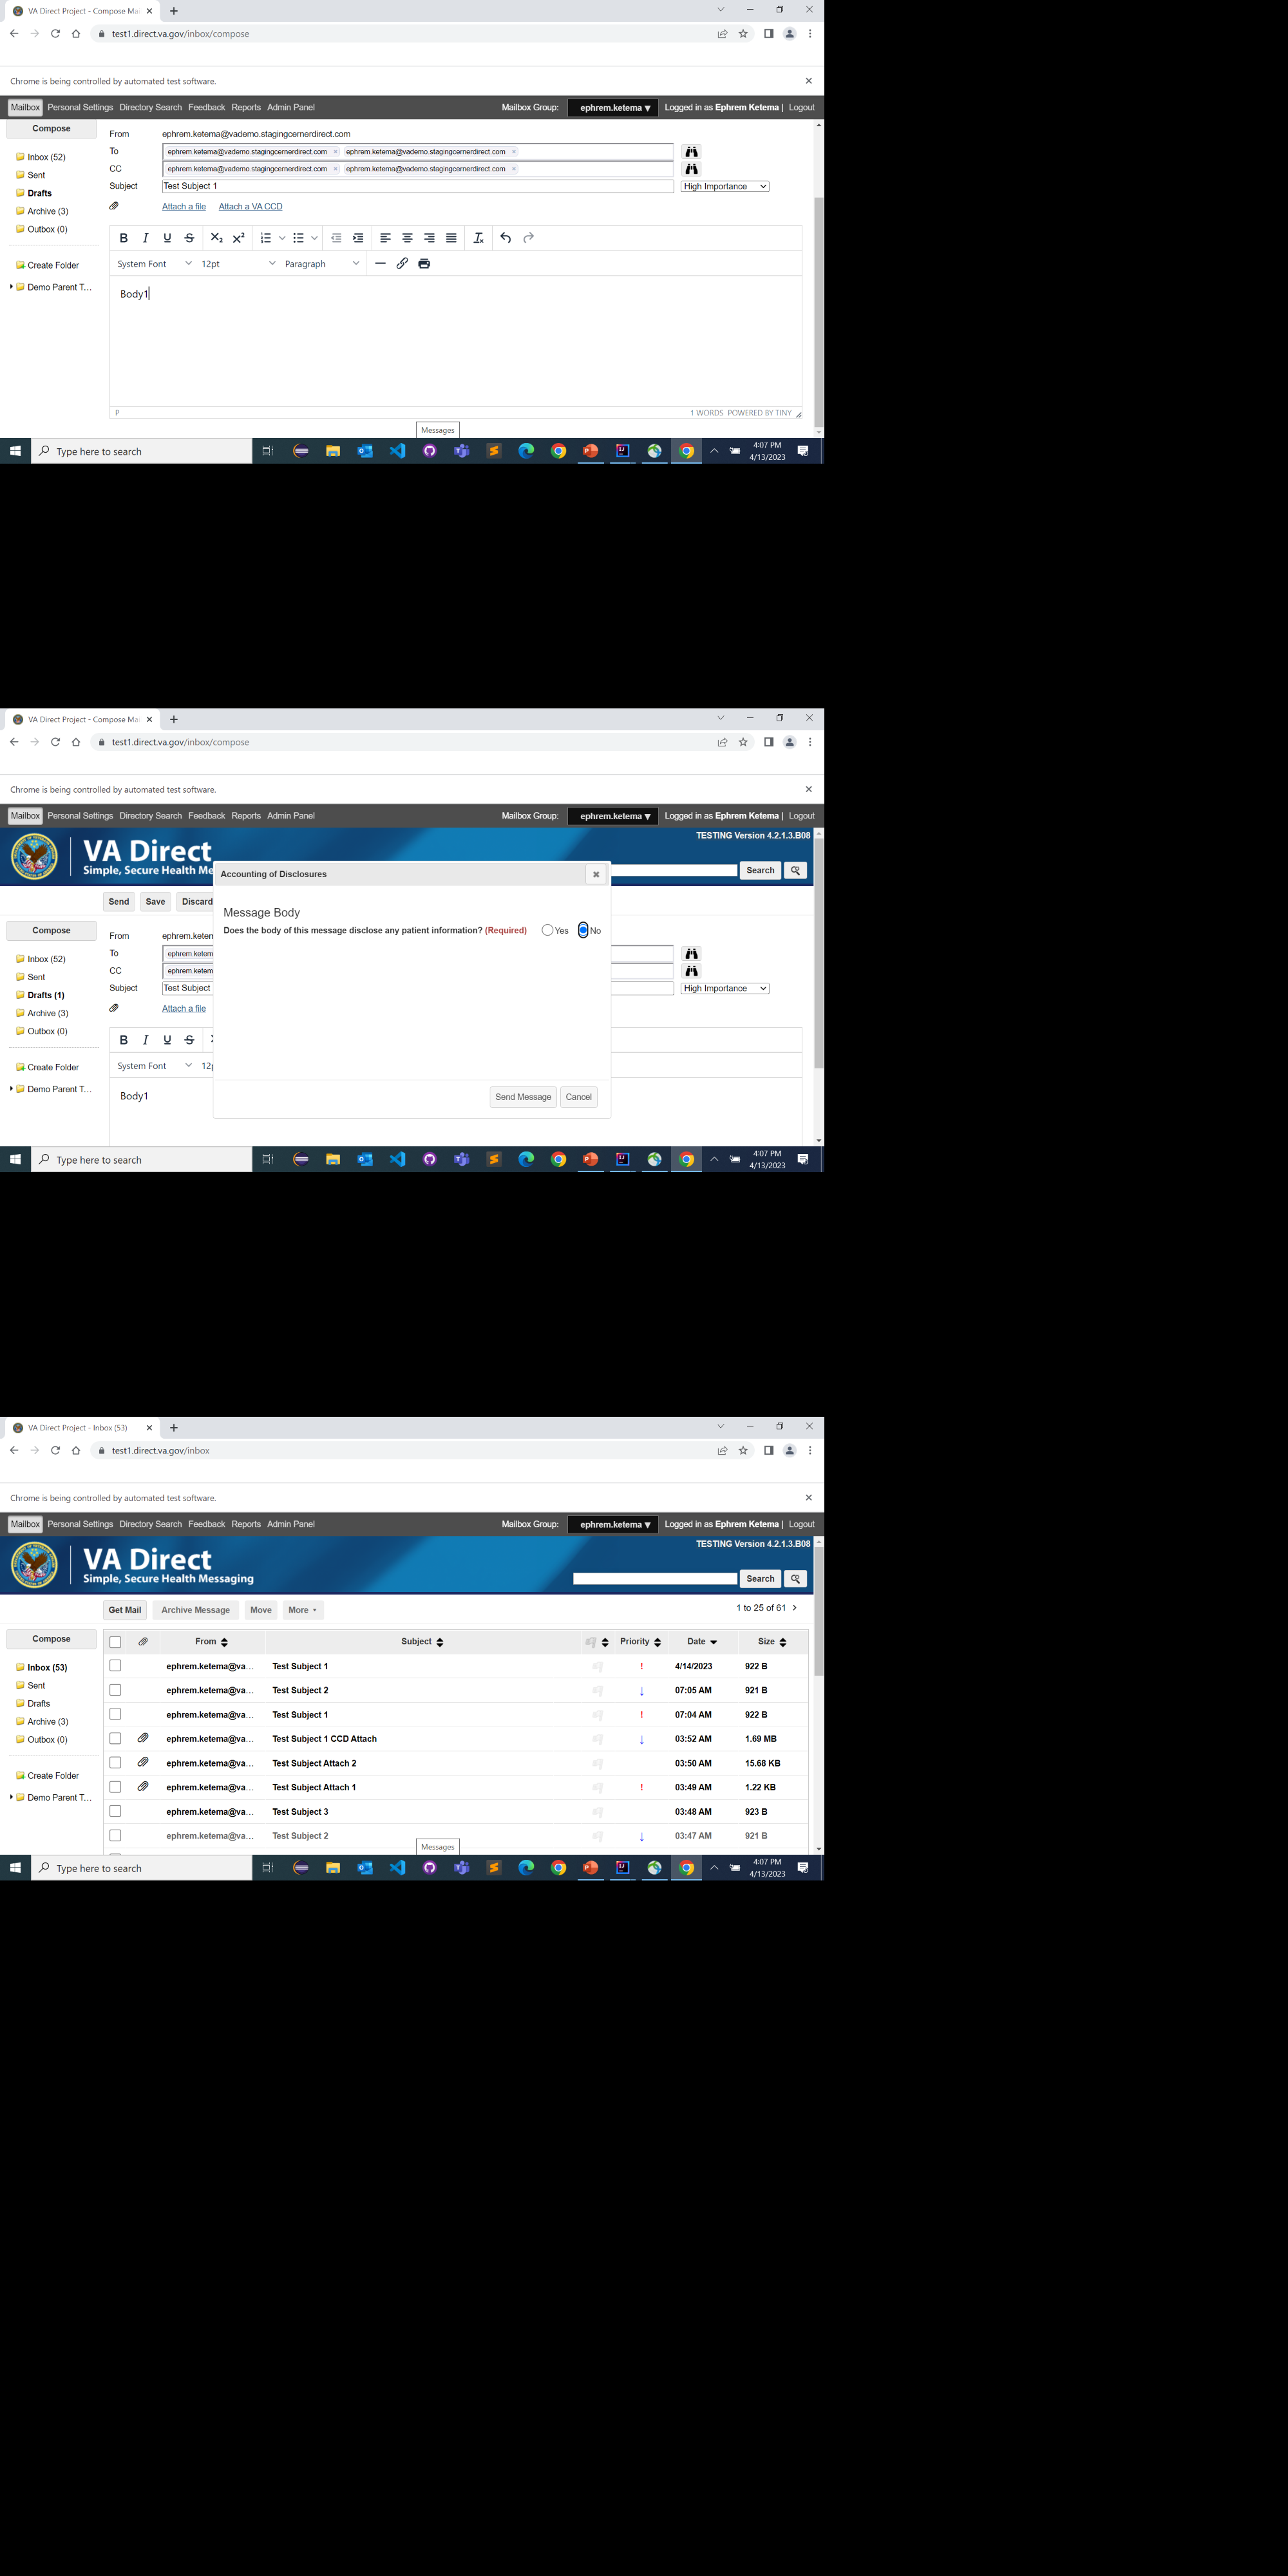 VA Direct Project - Compose Ma
test1.direct.va.gov/inbox/compose
Chrome is being controlled by automated test software.
Mailbox Personal Settings Directory Search Feedback Reports Admin Panel Mailbox Group: ephrem.ketema ▼ Logged in as Ephrem Ketema | Logout
Compose
From ephrem.ketema@vademo.stagingcernerdirect.com
Inbox (52)
To ephrem.ketema@vademo.stagingcernerdirect.com × ephrem.ketema@vademo.stagingcernerdirect.com ×
Sent
CC ephrem.ketema@vademo.stagingcernerdirect.com × ephrem.ketema@vademo.stagingcernerdirect.com ×
Drafts
Subject Test Subject 1 High Importance
Archive (3)
Attach a file Attach a VA CCD
Outbox (0)
B I U S X₂ X²
Create Folder
System Font 12pt Paragraph
Demo Parent T...
Body1
P 1 WORDS POWERED BY TINY
Messages
Type here to search
4:07 PM
4/13/2023
VA Direct Project - Compose Ma
test1.direct.va.gov/inbox/compose
Chrome is being controlled by automated test software.
Mailbox Personal Settings Directory Search Feedback Reports Admin Panel Mailbox Group: ephrem.ketema ▼ Logged in as Ephrem Ketema | Logout
TESTING Version 4.2.1.3.B08
VA Direct
Simple, Secure Health Me
Search
Accounting of Disclosures
Send Save Discard
Message Body
Does the body of this message disclose any patient information? (Required) Yes No
Compose
From ephrem.keten
Inbox (52)
To ephrem.ketem
Sent
CC ephrem.ketem
Drafts (1)
Subject Test Subject High Importance
Archive (3)
Attach a file
Outbox (0)
B I U S
Create Folder
System Font 12p
Demo Parent T...
Body1
Send Message Cancel
Type here to search
4:07 PM
4/13/2023
VA Direct Project - Inbox (53)
test1.direct.va.gov/inbox
Chrome is being controlled by automated test software.
Mailbox Personal Settings Directory Search Feedback Reports Admin Panel Mailbox Group: ephrem.ketema ▼ Logged in as Ephrem Ketema | Logout
TESTING Version 4.2.1.3.B08
VA Direct
Simple, Secure Health Messaging
Search
Get Mail Archive Message Move More 1 to 25 of 61 >
Compose
From Subject Priority Date Size
Inbox (53)
Sent
Drafts
Archive (3)
Outbox (0)
Create Folder
Demo Parent T...
ephrem.ketema@va... Test Subject 1 ! 4/14/2023 922 B
ephrem.ketema@va... Test Subject 2 ↓ 07:05 AM 921 B
ephrem.ketema@va... Test Subject 1 ! 07:04 AM 922 B
ephrem.ketema@va... Test Subject 1 CCD Attach ↓ 03:52 AM 1.69 MB
ephrem.ketema@va... Test Subject Attach 2 03:50 AM 15.68 KB
ephrem.ketema@va... Test Subject Attach 1 ! 03:49 AM 1.22 KB
ephrem.ketema@va... Test Subject 3 03:48 AM 923 B
ephrem.ketema@va... Test Subject 2 ↓ 03:47 AM 921 B
Messages
Type here to search
4:07 PM
4/13/2023